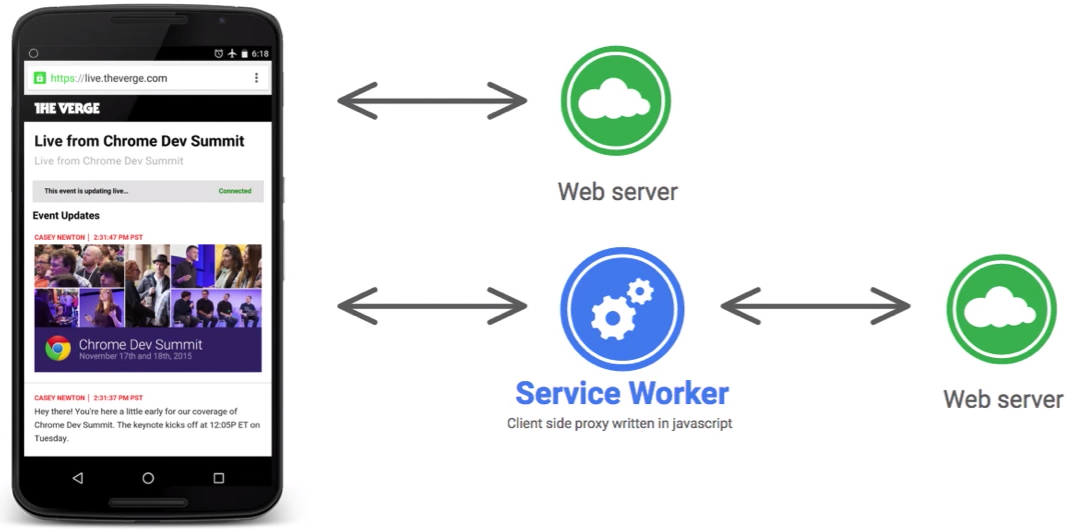 6:18
https://live.theverge.com
THE VERGE
Live from Chrome Dev Summit
Live from Chrome Dev Summit
This event is updating live... Connected
Event Updates
CASEY NEWTON | 2:31:47 PM PST
Chrome Dev Summit
November 17th and 18th, 2015
CASEY NEWTON | 2:31:37 PM PST
Hey there! You're here a little early for our coverage of
Chrome Dev Summit. The keynote kicks off at 12:05P ET on
Tuesday.
Web server
Service Worker
Client side proxy written in javascript
Web server